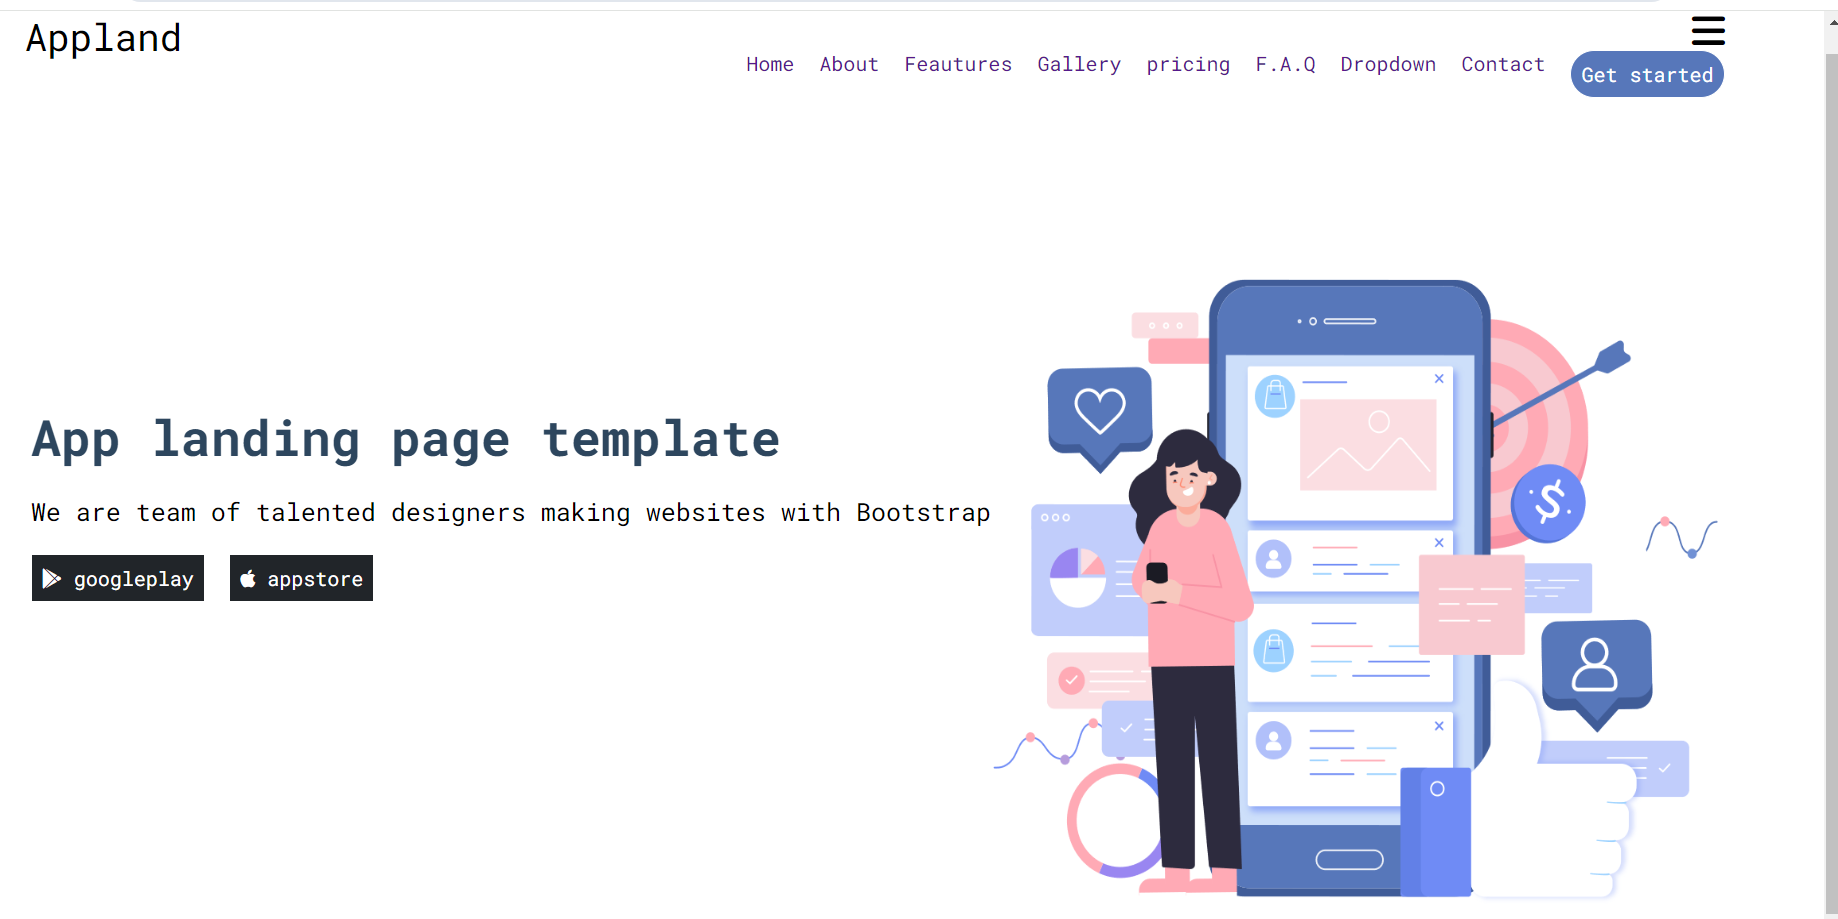 Appland
Home About Feautures Gallery pricing F.A.Q Dropdown Contact Get started
App landing page template
We are team of talented designers making websites with Bootstrap
googleplay appstore